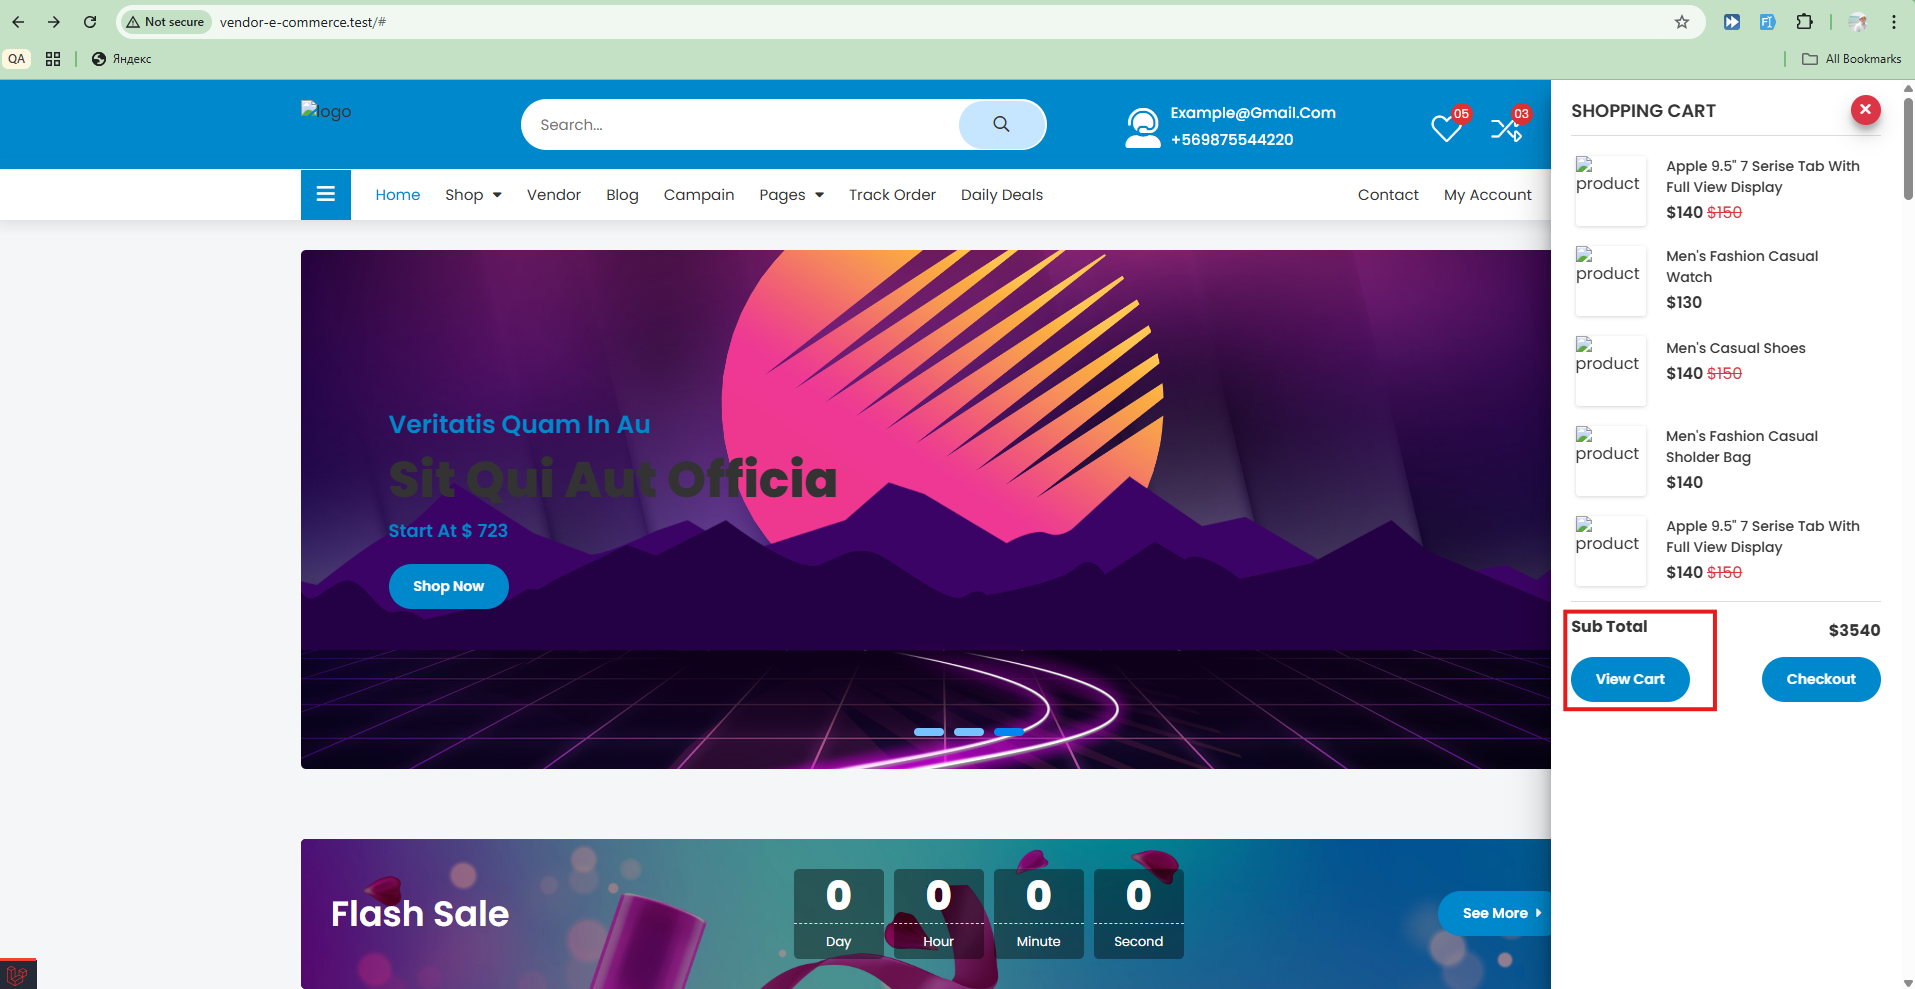 Not secure
vendor-e-commerce.test/#
QA
Яндекс
All Bookmarks
logo
Search...
Example@Gmail.Com
+569875544220
05
03
Home
Shop
Vendor
Blog
Campain
Pages
Track Order
Daily Deals
Contact
My Account
Veritatis Quam In Au
Sit Qui Aut Officia
Start At $ 723
Shop Now
Flash Sale
0
Day
0
Hour
0
Minute
0
Second
See More
SHOPPING CART
product
Apple 9.5" 7 Serise Tab With
Full View Display
$140 $150
product
Men's Fashion Casual
Watch
$130
product
Men's Casual Shoes
$140 $150
product
Men's Fashion Casual
Sholder Bag
$140
product
Apple 9.5" 7 Serise Tab With
Full View Display
$140 $150
Sub Total
$3540
View Cart
Checkout